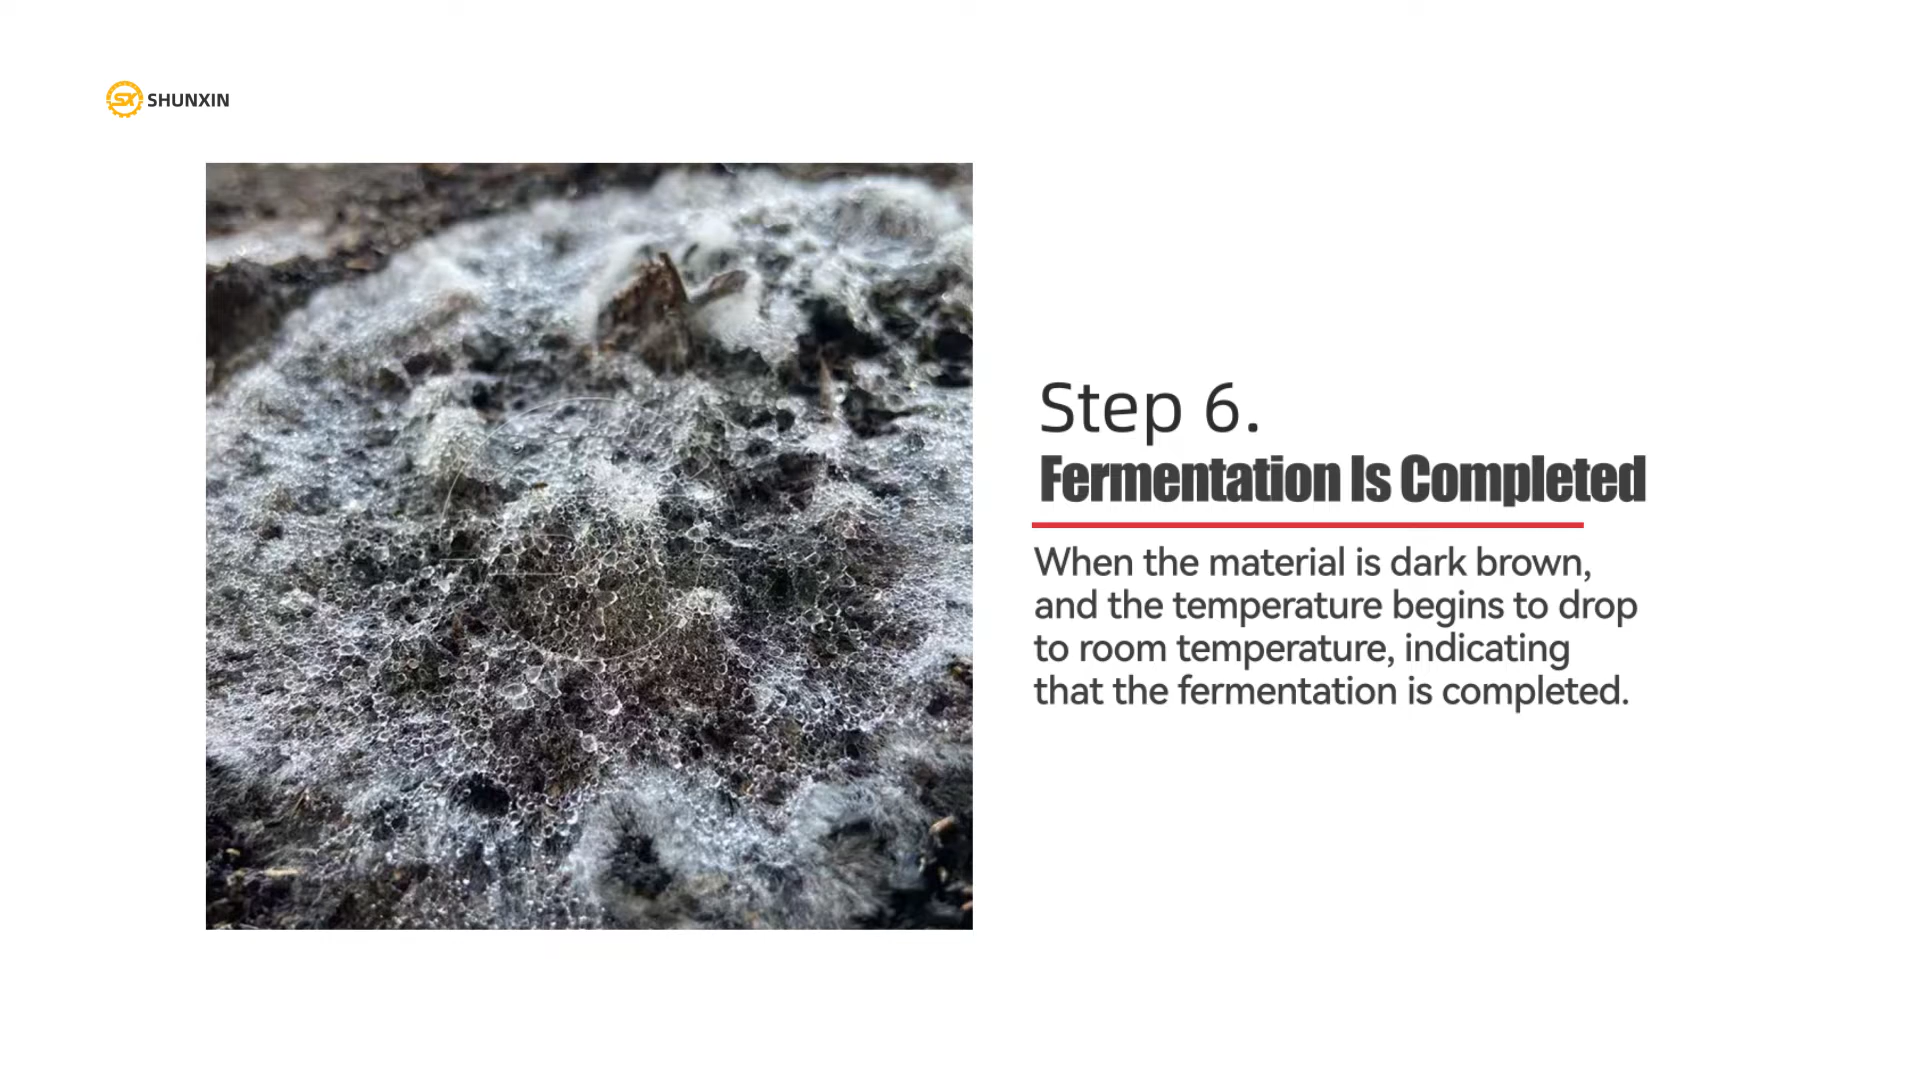 SX SHUNXIN
Step 6.
Fermentation Is Completed
When the material is dark brown,
and the temperature begins to drop
to room temperature, indicating
that the fermentation is completed.